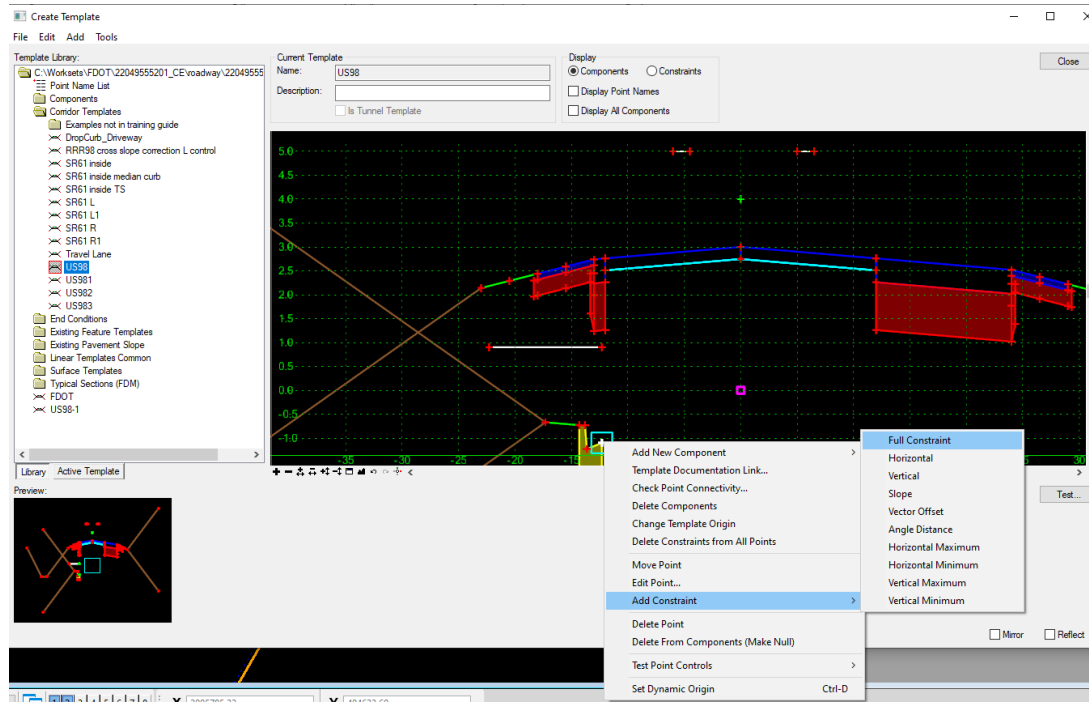 Create Template
File Edit Add Tools
Template Library:
C:\Worksets\FDOT\22049555201_CE\roadway\22049555
Point Name List
Components
Corridor Templates
Examples not in training guide
DropCurb_Driveway
RRR98 cross slope correction L control
SR61 inside
SR61 inside median curb
SR61 inside TS
SR61 L
SR61 L1
SR61 R
SR61 R1
Travel Lane
US98
US981
US982
US983
End Conditions
Existing Feature Templates
Existing Pavement Slope
Linear Templates Common
Surface Templates
Typical Sections (FDM)
FDOT
US98-1
Library Active Template
Preview:
Current Template
Name: US98
Description:
Is Tunnel Template
Display
Components Constraints
Display Point Names
Display All Components
Close
5.0
4.5
4.0
3.5
3.0
2.5
2.0
1.5
1.0
0.5
0.0
-0.5
-1.0
-35 -30 -25 -20 -15 30
Add New Component
Template Documentation Link...
Check Point Connectivity...
Delete Components
Change Template Origin
Delete Constraints from All Points
Move Point
Edit Point...
Add Constraint
Delete Point
Delete From Components (Make Null)
Test Point Controls
Set Dynamic Origin Ctrl-D
Full Constraint
Horizontal
Vertical
Slope
Vector Offset
Angle Distance
Horizontal Maximum
Horizontal Minimum
Vertical Maximum
Vertical Minimum
Test...
Mirror Reflect